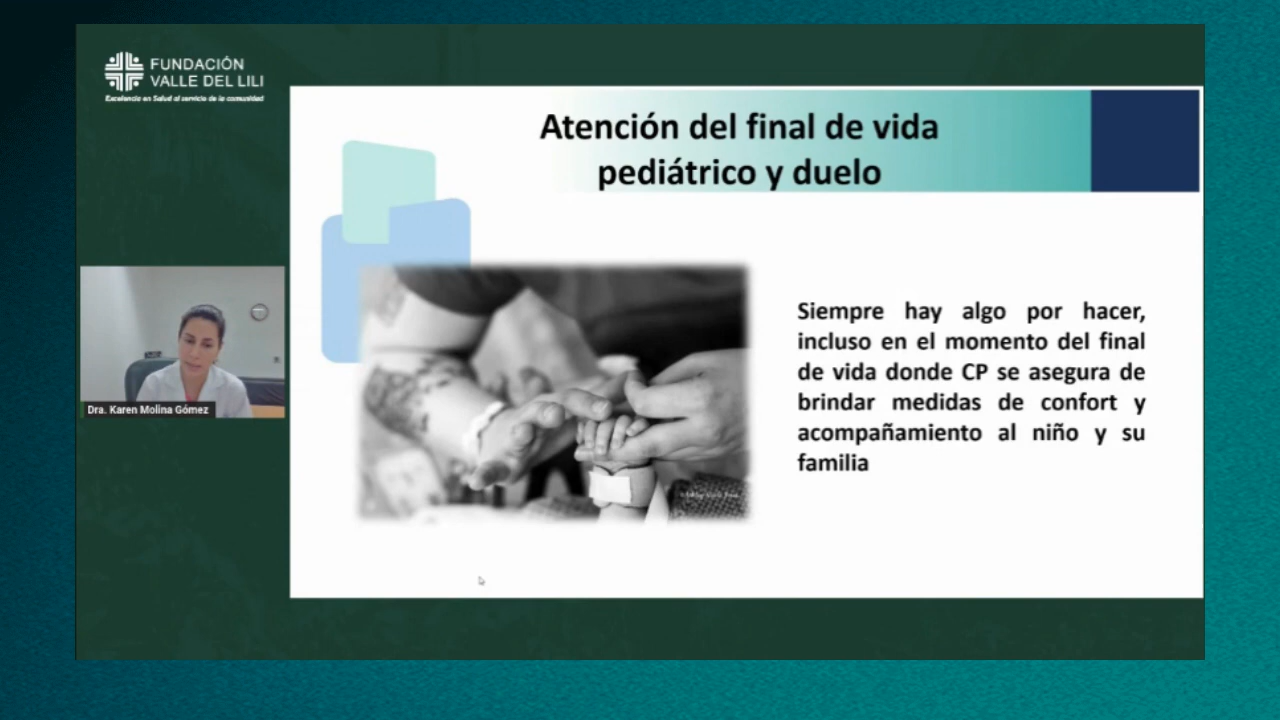 FUNDACIÓN
VALLE DEL LILI
Excelencia en Salud al servicio de la comunidad
Atención del final de vida
pediátrico y duelo
Siempre hay algo por hacer,
incluso en el momento del final
de vida donde CP se asegura de
brindar medidas de confort y
acompañamiento al niño y su
familia
Dra. Karen Molina Gómez